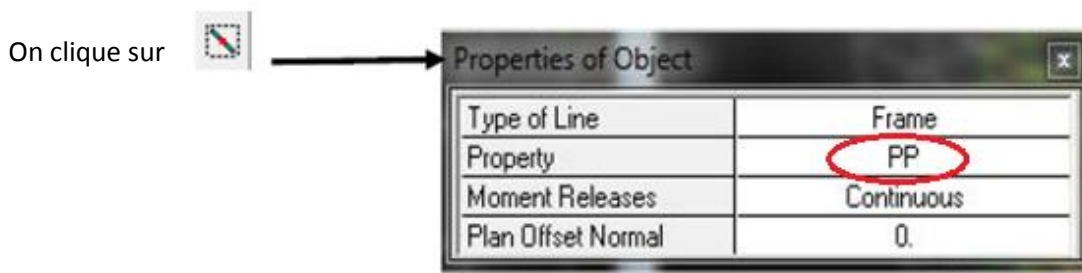 On clique sur
Properties of Object x
Type of Line Frame
Property PP
Moment Releases Continuous
Plan Offset Normal 0.